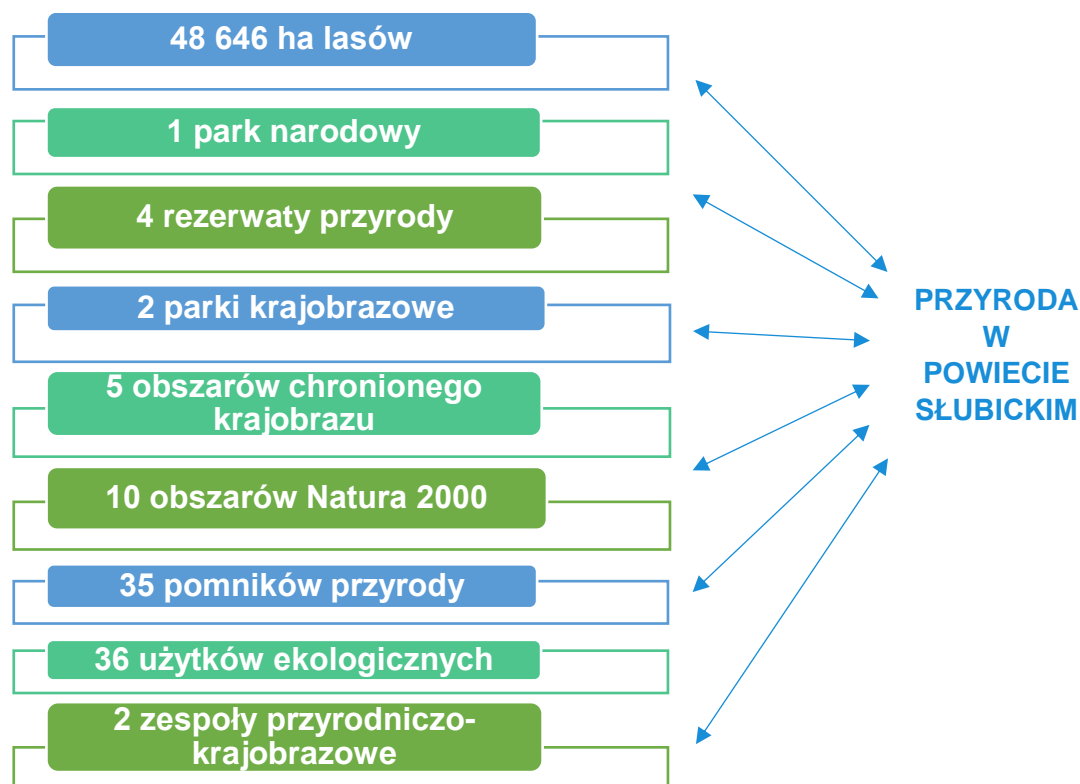 48 646 ha lasów
1 park narodowy
4 rezerwaty przyrody
2 parki krajobrazowe
5 obszarów chronionego
krajobrazu
10 obszarów Natura 2000
35 pomników przyrody
36 użytków ekologicznych
2 zespoły przyrodniczo-
krajobrazowe
PRZYRODA
W
POWIECIE
SŁUBICKIM